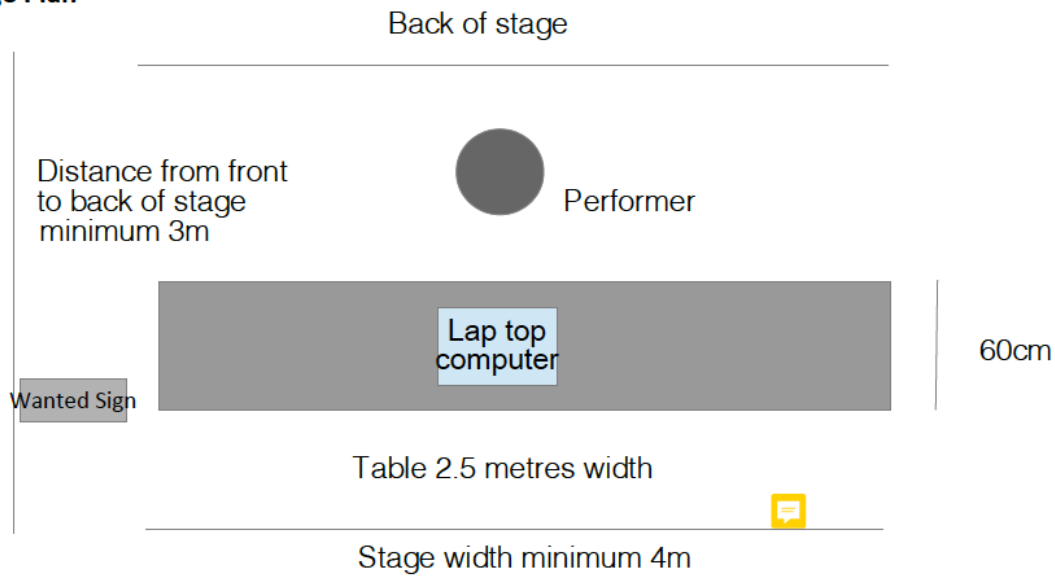 Plan
Back of stage
Distance from front
to back of stage
minimum 3m
Performer
Lap top
computer
60cm
Wanted Sign
Table 2.5 metres width
Stage width minimum 4m